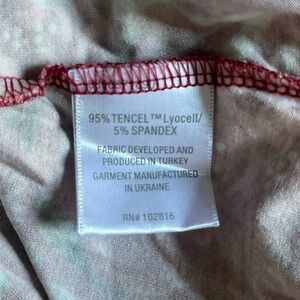 95% TENCEL™ Lyocell/
5% SPANDEX
FABRIC DEVELOPED AND
PRODUCED IN TURKEY
GARMENT MANUFACTURED
IN UKRAINE
RN# 102816